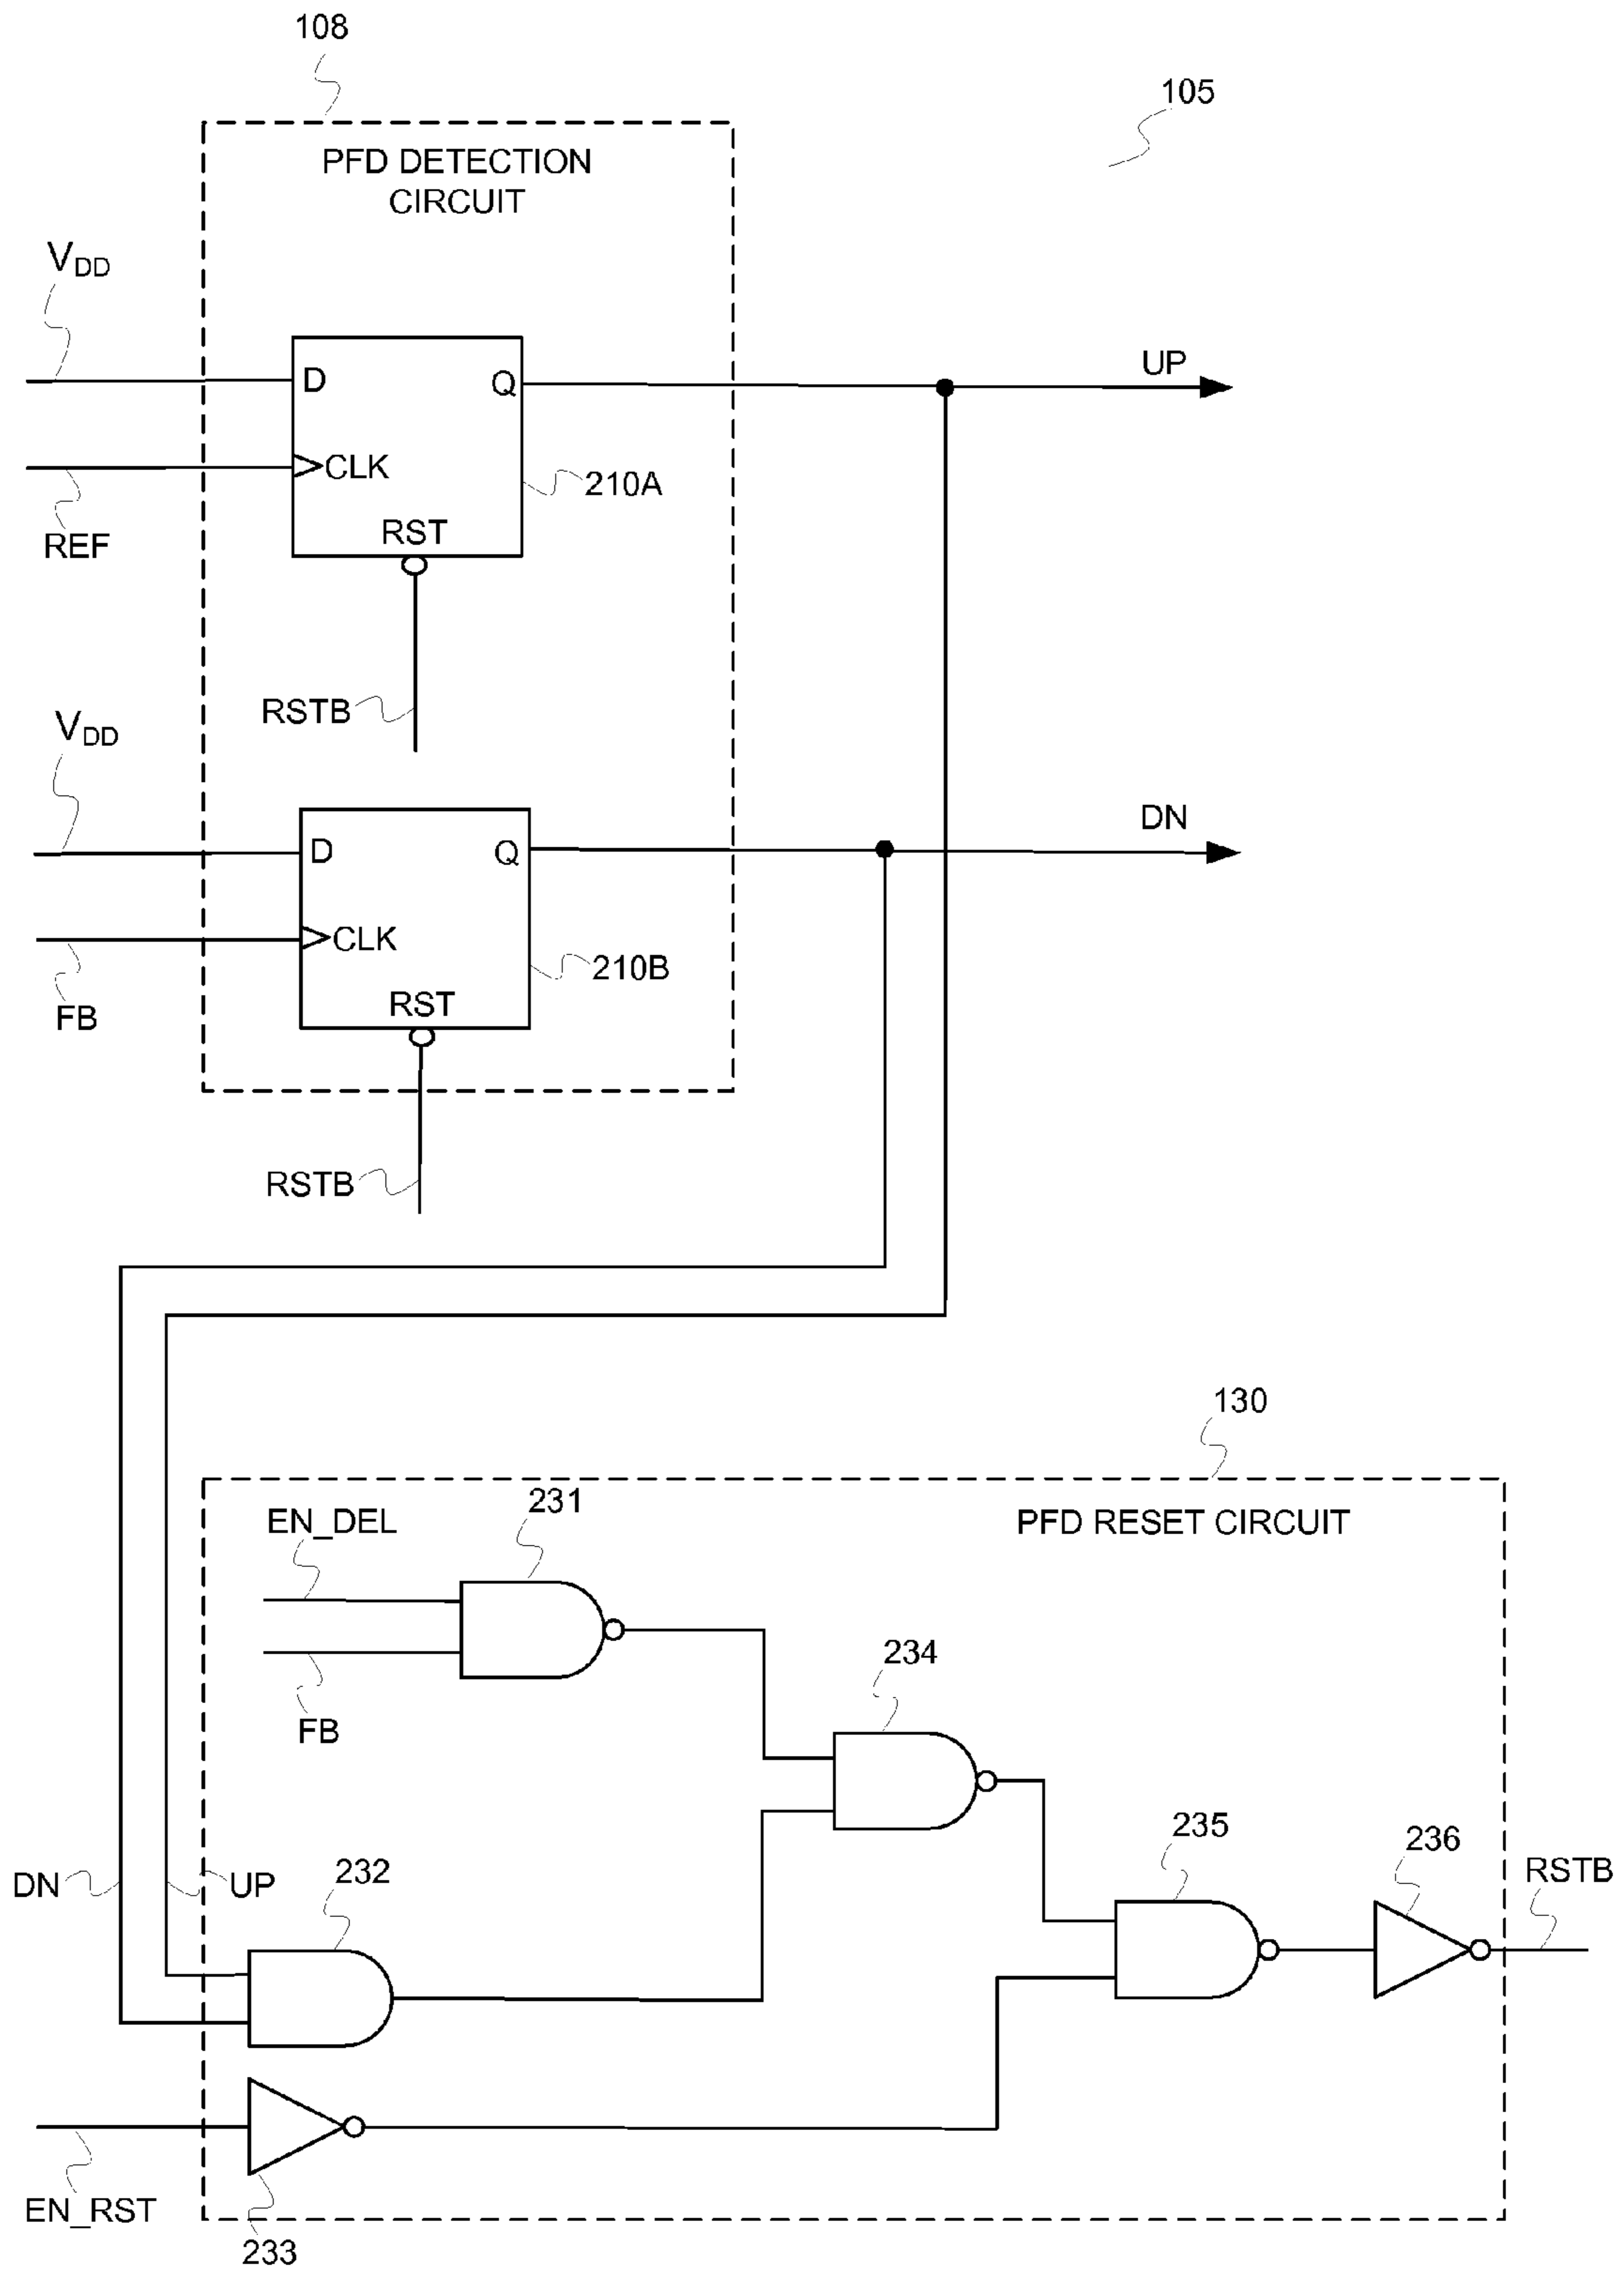 108
105
PFD DETECTION
CIRCUIT
VDD
D
Q
UP
CLK
210A
REF
RST
RSTB
VDD
DN
D
Q
CLK
210B
FB
RST
RSTB
130
EN_DEL
231
PFD RESET CIRCUIT
FB
234
235
236
DN
UP
232
RSTB
EN_RST
233